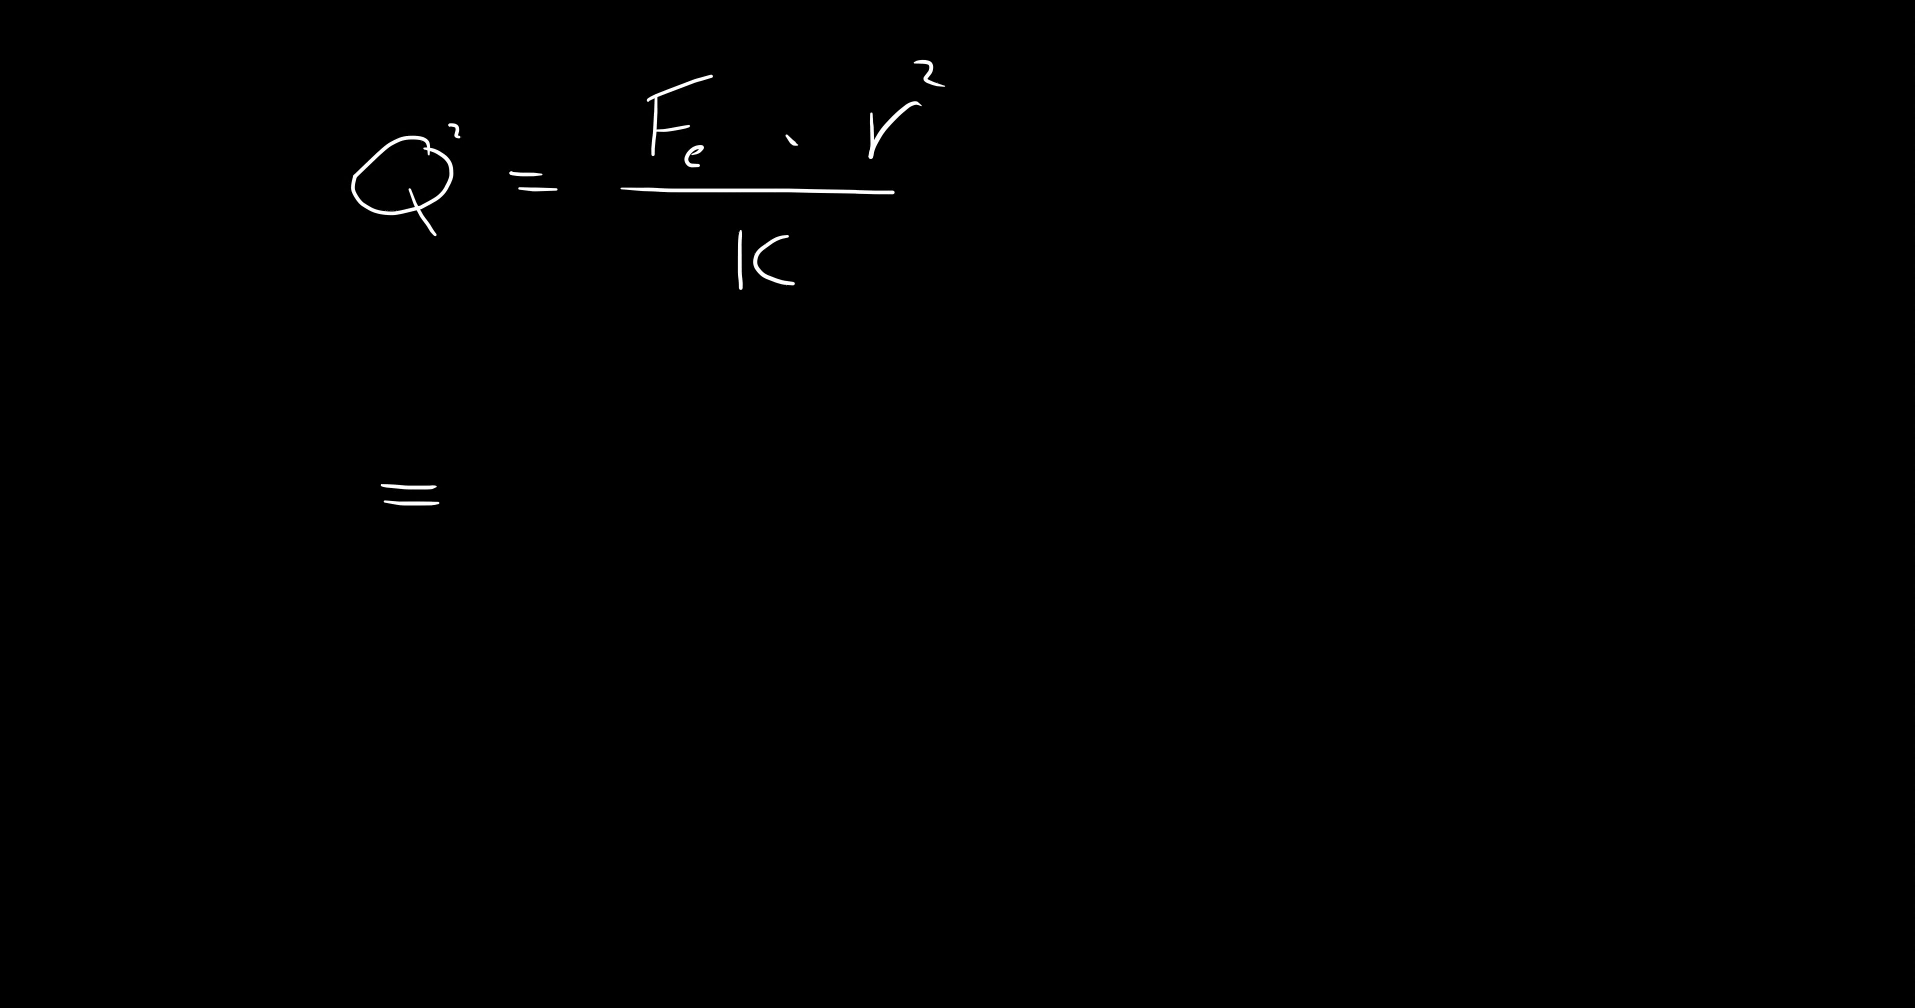 Q² = Fₑ · r² / K
=